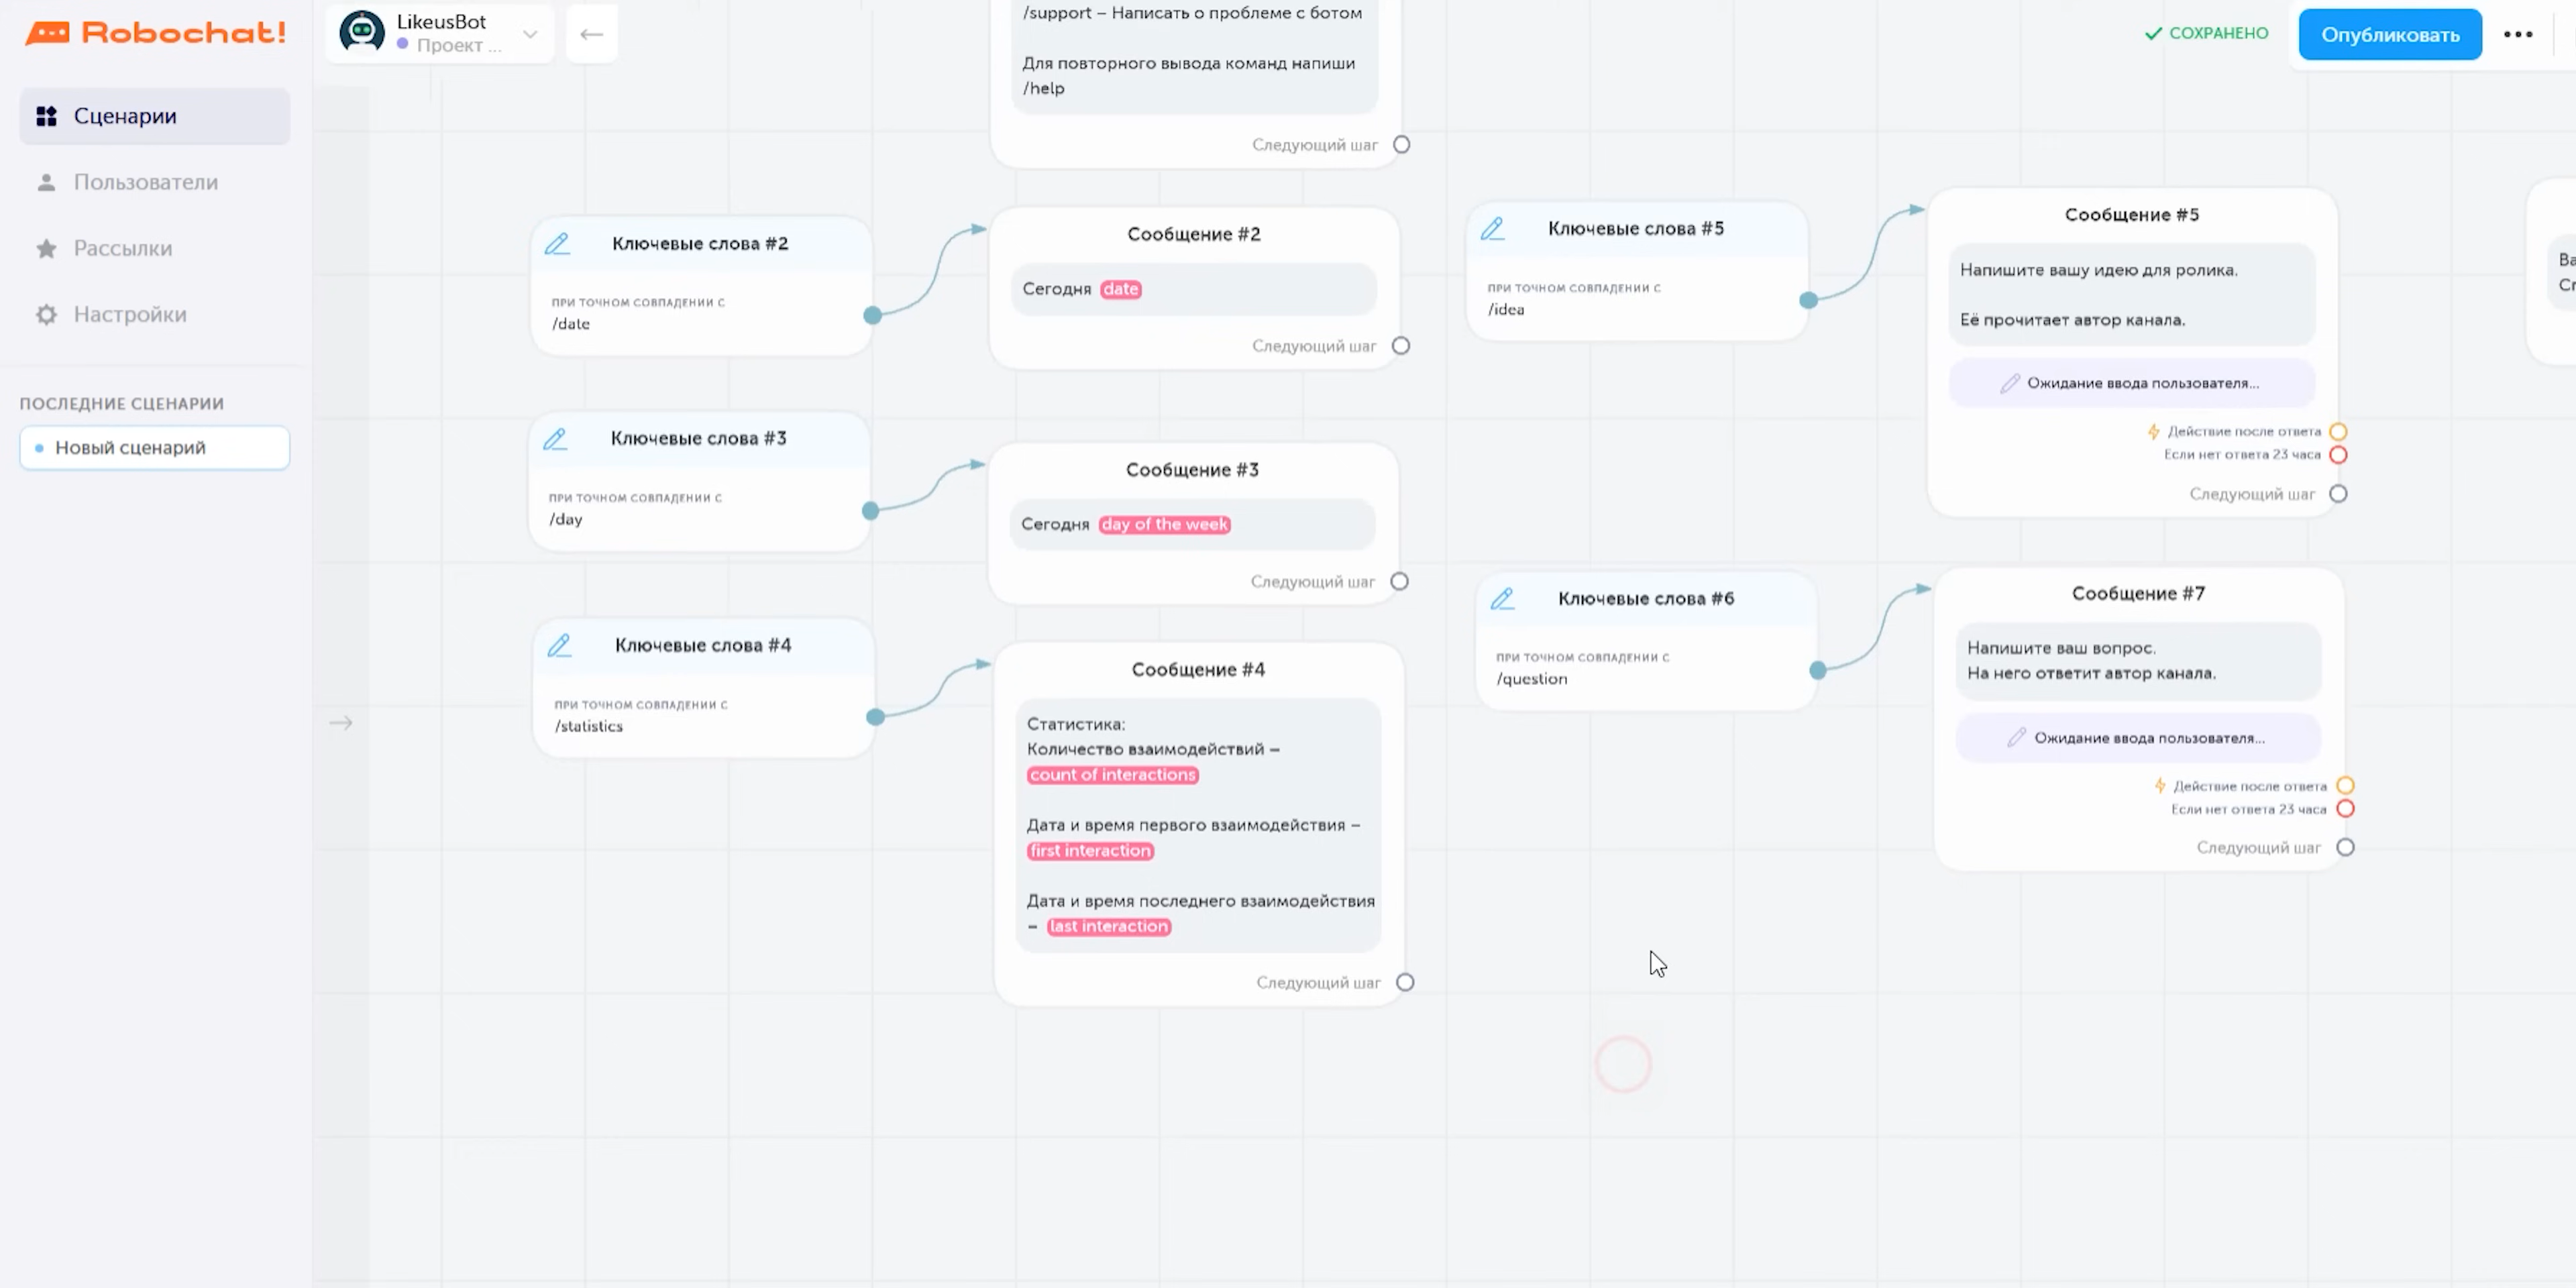 Robochat!
LikeusBot
Проект ...
СОХРАНЕНО
Опубликовать
Сценарии
Пользователи
Рассылки
Настройки
ПОСЛЕДНИЕ СЦЕНАРИИ
Новый сценарий
/support – Написать о проблеме с ботом
Для повторного вывода команд напиши
/help
Следующий шаг
Ключевые слова #2
ПРИ ТОЧНОМ СОВПАДЕНИИ С
/date
Сообщение #2
Сегодня date
Следующий шаг
Ключевые слова #3
ПРИ ТОЧНОМ СОВПАДЕНИИ С
/day
Сообщение #3
Сегодня day of the week
Следующий шаг
Ключевые слова #4
ПРИ ТОЧНОМ СОВПАДЕНИИ С
/statistics
Сообщение #4
Статистика:
Количество взаимодействий –
count of interactions
Дата и время первого взаимодействия –
first interaction
Дата и время последнего взаимодействия
– last interaction
Следующий шаг
Ключевые слова #5
ПРИ ТОЧНОМ СОВПАДЕНИИ С
/idea
Сообщение #5
Напишите вашу идею для ролика.
Её прочитает автор канала.
Ожидание ввода пользователя...
Действие после ответа
Если нет ответа 23 часа
Следующий шаг
Ключевые слова #6
ПРИ ТОЧНОМ СОВПАДЕНИИ С
/question
Сообщение #7
Напишите ваш вопрос.
На него ответит автор канала.
Ожидание ввода пользователя...
Действие после ответа
Если нет ответа 23 часа
Следующий шаг